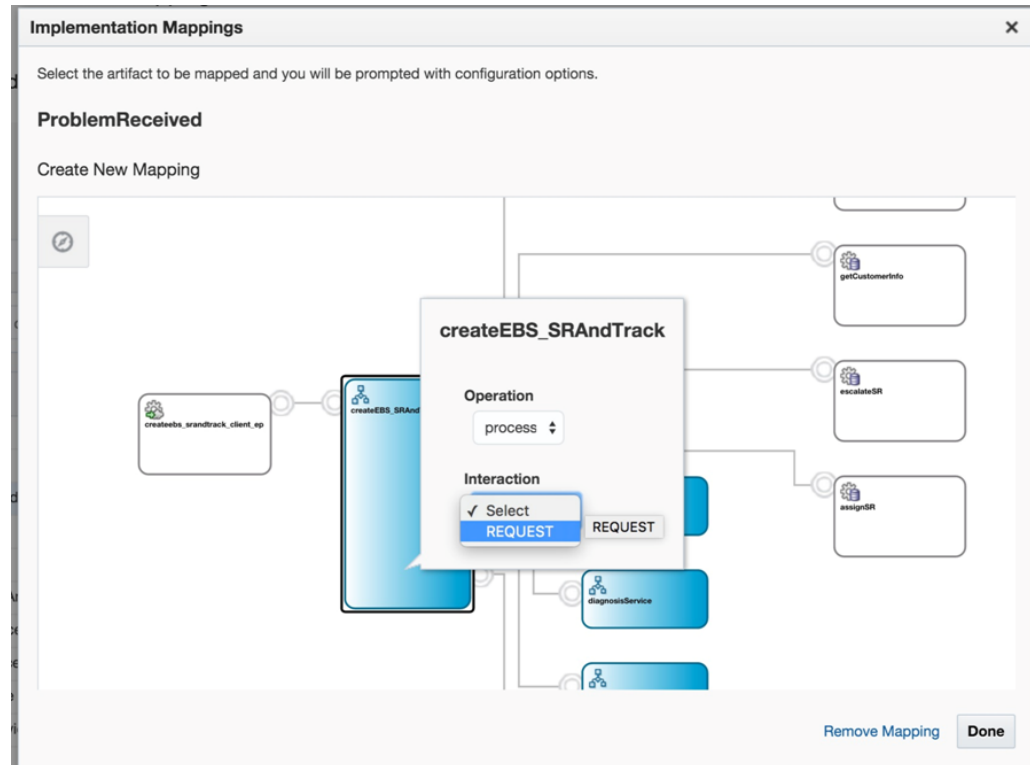 Implementation Mappings
Select the artifact to be mapped and you will be prompted with configuration options.
ProblemReceived
Create New Mapping
getCustomerInfo
createEBS_SRAndTrack
escalateSR
Operation
createebs_srandtrack_client_ep
createEBS_SRAnd
process
Interaction
✓ Select
REQUEST
REQUEST
assignSR
diagnosisService
Remove Mapping
Done